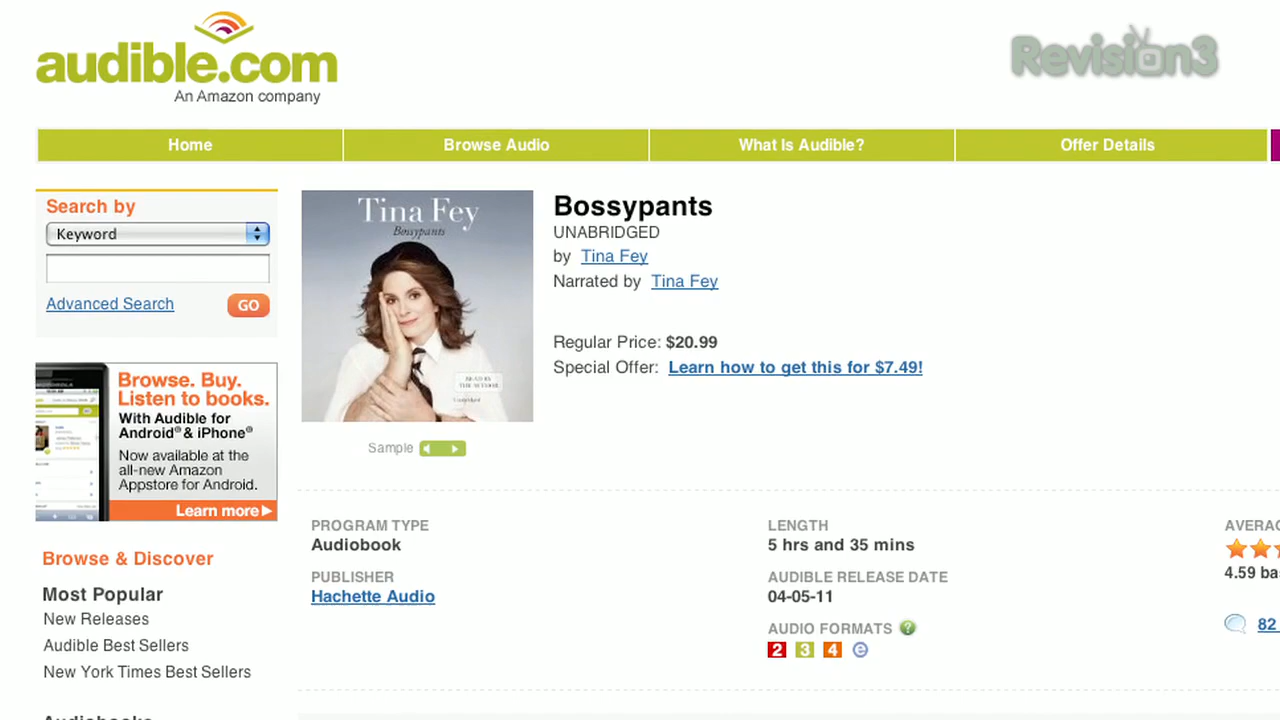 audible.com
An Amazon company
Revision3
Home
Browse Audio
What Is Audible?
Offer Details
Search by
Keyword
Advanced Search
GO
Tina Fey
Bossypants
READ BY
THE AUTHOR
Unabridged
Sample
Bossypants
UNABRIDGED
by Tina Fey
Narrated by Tina Fey
Regular Price: $20.99
Special Offer: Learn how to get this for $7.49!
Browse. Buy.
Listen to books.
With Audible for
Android® & iPhone®
Now available at the
all-new Amazon
Appstore for Android.
Learn more
Browse & Discover
Most Popular
New Releases
Audible Best Sellers
New York Times Best Sellers
PROGRAM TYPE
Audiobook
PUBLISHER
Hachette Audio
LENGTH
5 hrs and 35 mins
AUDIBLE RELEASE DATE
04-05-11
AUDIO FORMATS ?
2 3 4 e
4.59
82